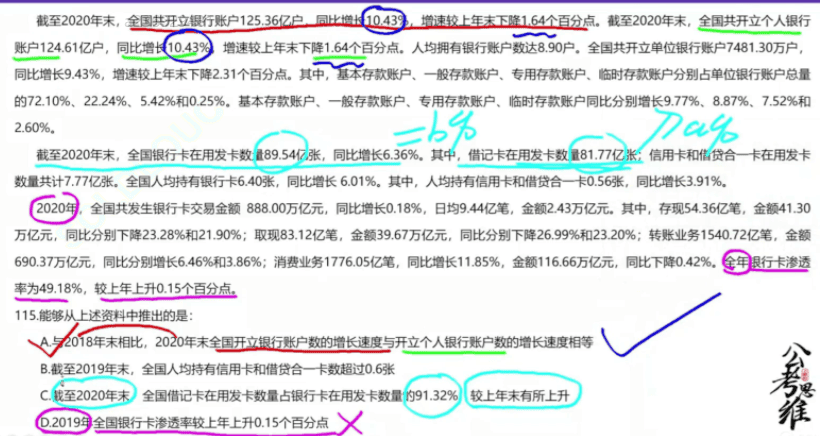 截至2020年末，全国共开立银行账户125.36亿户，同比增长10.43%，增速较上年末下降1.64个百分点。截至2020年末，全国共开立个人银行
账户124.61亿户，同比增长10.43%，增速较上年末下降1.64个百分点。人均拥有银行账户数达8.90户。全国共开立单位银行账户7481.30万户，
同比增长9.43%，增速较上年末下降2.31个百分点。其中，基本存款账户、一般存款账户、专用存款账户、临时存款账户分别占单位银行账户总量
的72.10%、22.24%、5.42%和0.25%。基本存款账户、一般存款账户、专用存款账户、临时存款账户同比分别增长9.77%、8.87%、7.52%和
2.60%。
=b%
↗a%
截至2020年末，全国银行卡在用发卡数量89.54亿张，同比增长6.36%。其中，借记卡在用发卡数量81.77亿张；信用卡和借贷合一卡在用发卡
数量共计7.77亿张。全国人均持有银行卡6.40张，同比增长 6.01%。其中，人均持有信用卡和借贷合一卡0.56张，同比增长3.91%。
2020年，全国共发生银行卡交易金额 888.00万亿元，同比增长0.18%，日均9.44亿笔，金额2.43万亿元。其中，存现54.36亿笔，金额41.30
万亿元，同比分别下降23.28%和21.90%；取现83.12亿笔，金额39.67万亿元，同比分别下降26.99%和23.20%；转账业务1540.72亿笔，金额
690.37万亿元，同比分别增长6.46%和3.86%；消费业务1776.05亿笔，同比增长11.85%，金额116.66万亿元，同比下降0.42%。全年银行卡渗透
率为49.18%，较上年上升0.15个百分点。
115.能够从上述资料中推出的是：
A.与2018年末相比，2020年末全国开立银行账户数的增长速度与开立个人银行账户数的增长速度相等
B.截至2019年末，全国人均持有信用卡和借贷合一卡数超过0.6张
C.截至2020年末，全国借记卡在用发卡数量占银行卡在用发卡数量的91.32%，较上年末有所上升
D.2019年全国银行卡渗透率较上年上升0.15个百分点
公考思维